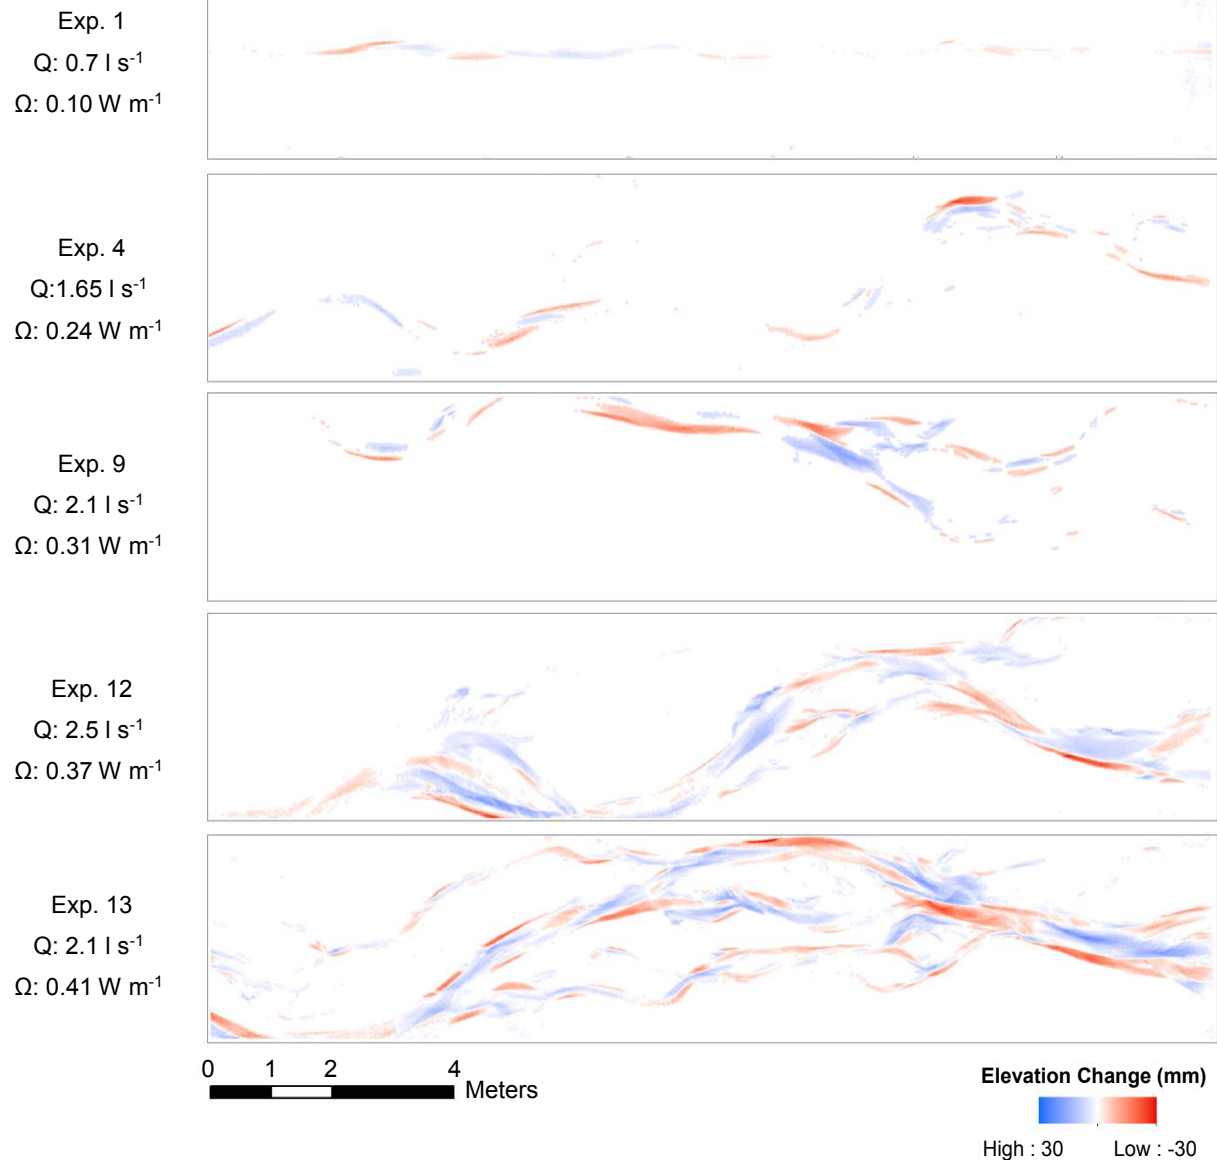 Exp. 1
Q: 0.7 l s-1
Ω: 0.10 W m-1
Exp. 4
Q:1.65 l s-1
Ω: 0.24 W m-1
Exp. 9
Q: 2.1 l s-1
Ω: 0.31 W m-1
Exp. 12
Q: 2.5 l s-1
Ω: 0.37 W m-1
Exp. 13
Q: 2.1 l s-1
Ω: 0.41 W m-1
0 1 2 4
Meters
Elevation Change (mm)
High : 30 Low : -30